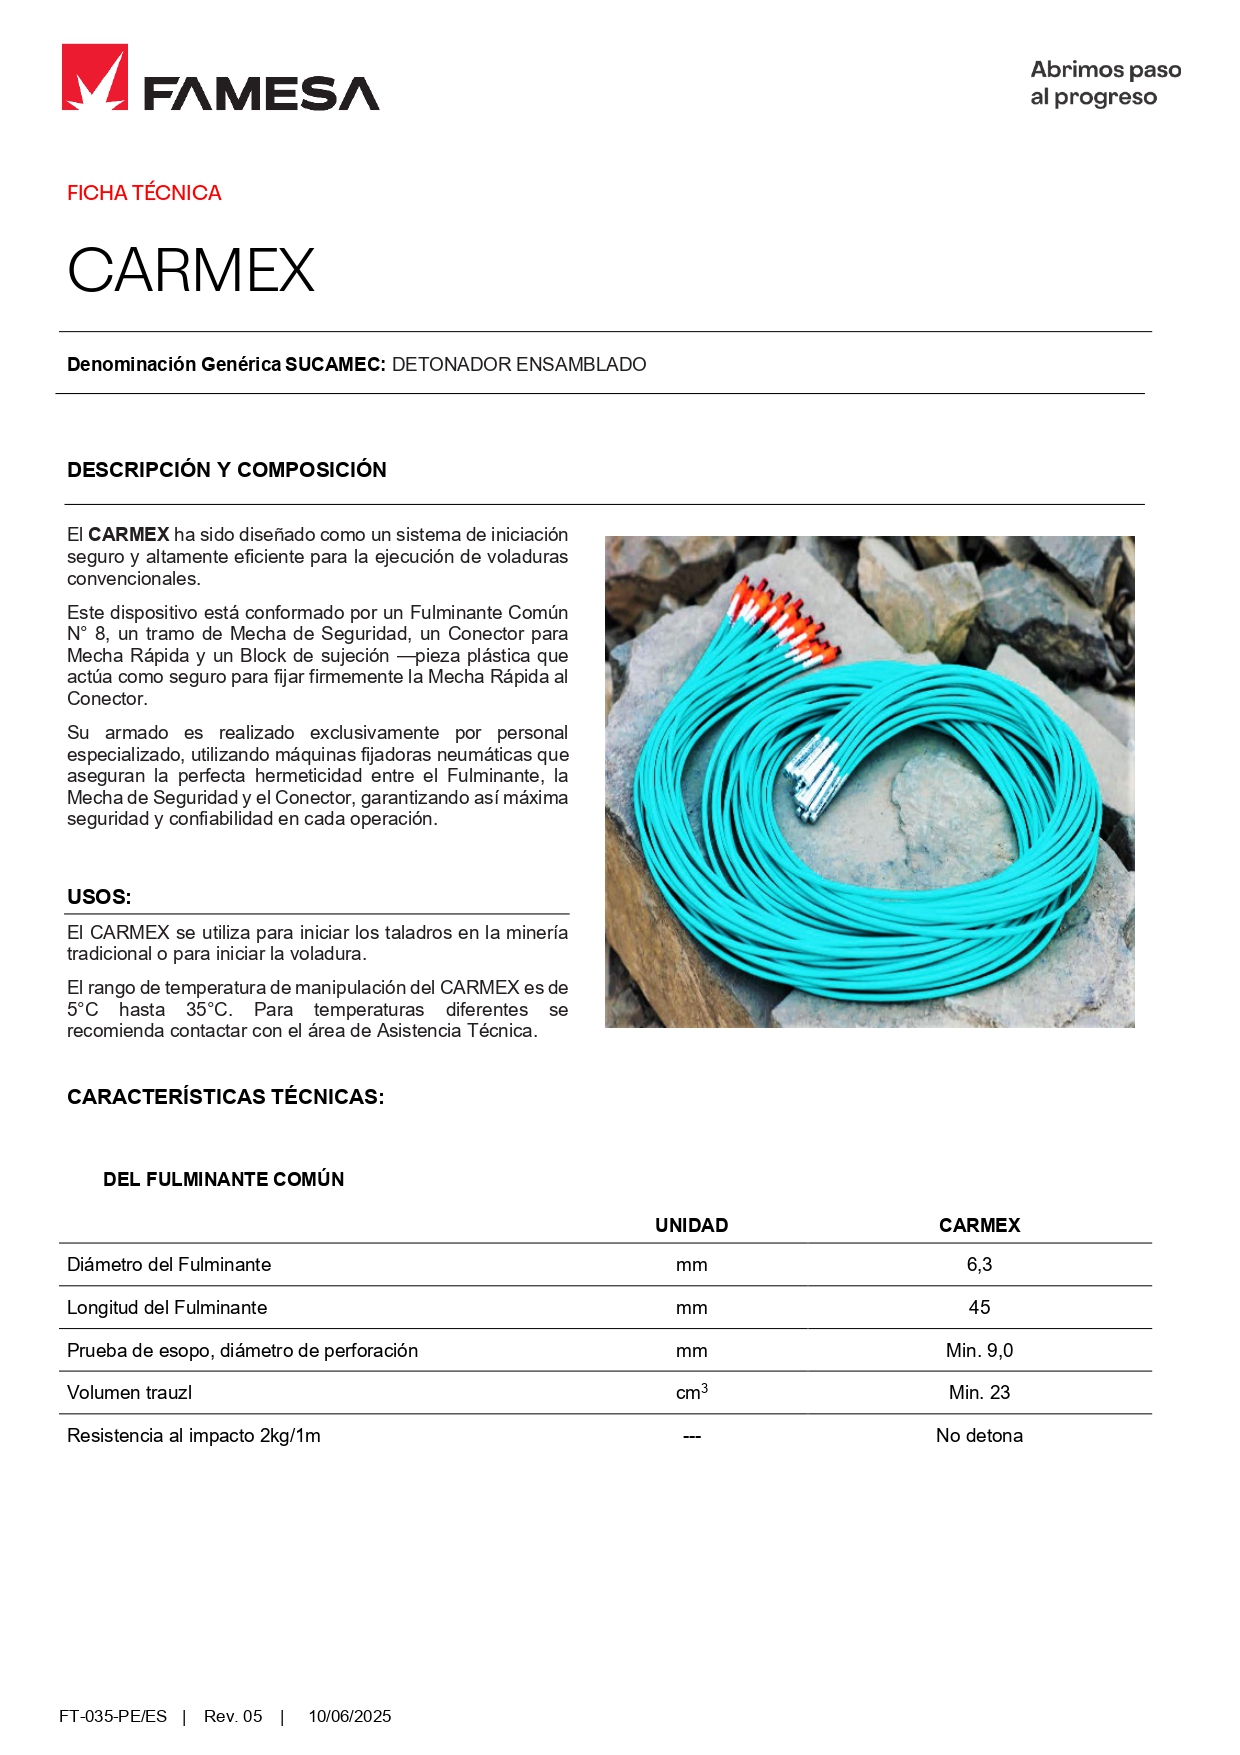 FAMESA
Abrimos paso
al progreso
FICHA TÉCNICA
CARMEX
Denominación Genérica SUCAMEC: DETONADOR ENSAMBLADO
DESCRIPCIÓN Y COMPOSICIÓN
El CARMEX ha sido diseñado como un sistema de iniciación
seguro y altamente eficiente para la ejecución de voladuras
convencionales.
Este dispositivo está conformado por un Fulminante Común
N° 8, un tramo de Mecha de Seguridad, un Conector para
Mecha Rápida y un Block de sujeción —pieza plástica que
actúa como seguro para fijar firmemente la Mecha Rápida al
Conector.
Su armado es realizado exclusivamente por personal
especializado, utilizando máquinas fijadoras neumáticas que
aseguran la perfecta hermeticidad entre el Fulminante, la
Mecha de Seguridad y el Conector, garantizando así máxima
seguridad y confiabilidad en cada operación.
USOS:
El CARMEX se utiliza para iniciar los taladros en la minería
tradicional o para iniciar la voladura.
El rango de temperatura de manipulación del CARMEX es de
5°C hasta 35°C. Para temperaturas diferentes se
recomienda contactar con el área de Asistencia Técnica.
CARACTERÍSTICAS TÉCNICAS:
DEL FULMINANTE COMÚN
UNIDAD CARMEX
Diámetro del Fulminante mm 6,3
Longitud del Fulminante mm 45
Prueba de esopo, diámetro de perforación mm Min. 9,0
Volumen trauzl cm³ Min. 23
Resistencia al impacto 2kg/1m --- No detona
FT-035-PE/ES | Rev. 05 | 10/06/2025